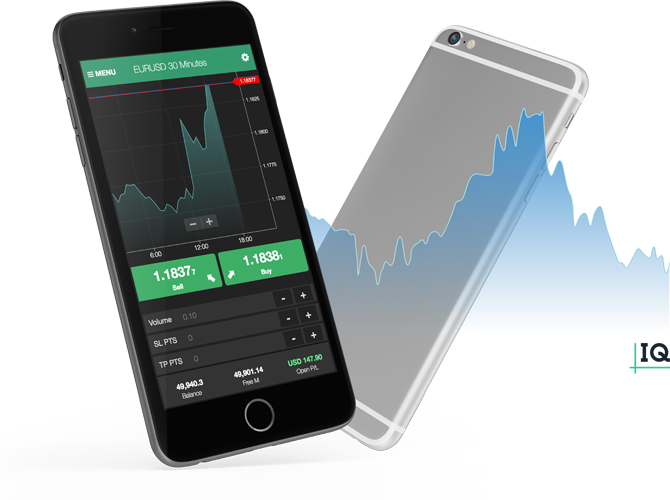 MENU EURUSD 30 Minutes
1.18377
1.1825
1.1800
1.1775
1.1750
6:00 12:00 18:00
1.18377 1.18381
Sell Buy
Volume 0.10 - +
SL PTS 0 - +
TP PTS 0 - +
49,940.3 49,901.14 USD 147.90
Balance Free M Open P/L
IQ